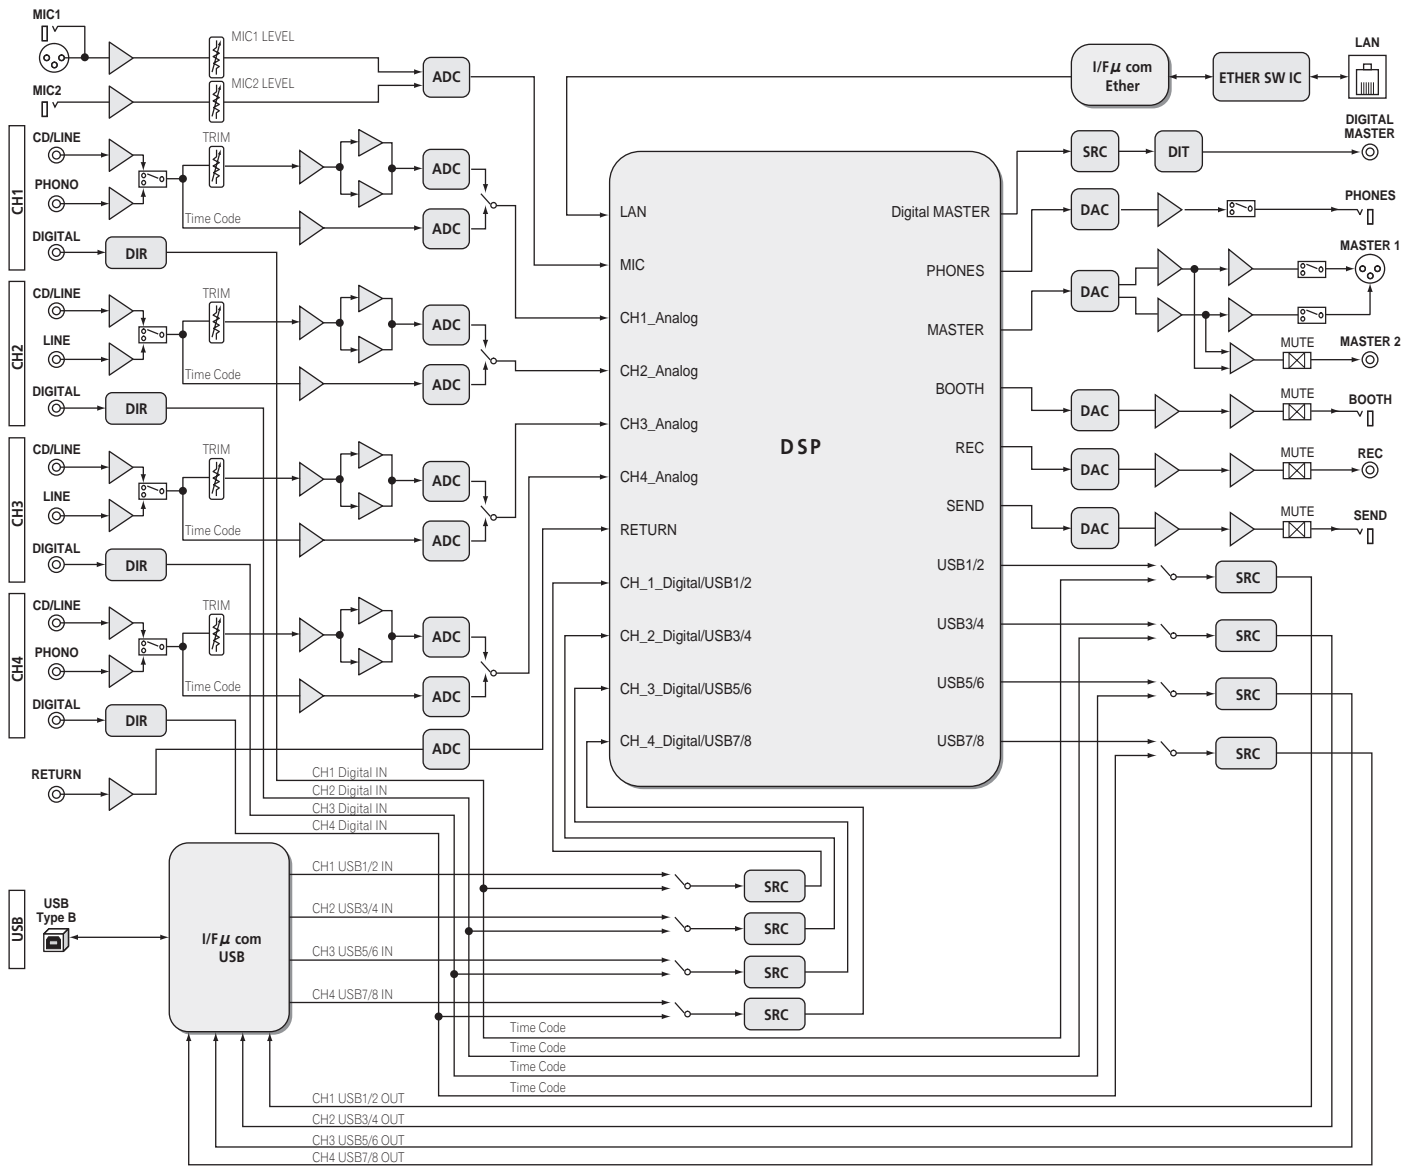 MIC1
MIC1 LEVEL
ADC
MIC2
MIC2 LEVEL
I/F μ com
Ether
ETHER SW IC
LAN
CH1
CD/LINE
TRIM
ADC
PHONO
Time Code
ADC
DIGITAL
DIR
CH2
CD/LINE
TRIM
ADC
LINE
Time Code
ADC
DIGITAL
DIR
CH3
CD/LINE
TRIM
ADC
LINE
Time Code
ADC
DIGITAL
DIR
CH4
CD/LINE
TRIM
ADC
PHONO
Time Code
ADC
DIGITAL
DIR
RETURN
ADC
DSP
LAN
MIC
CH1_Analog
CH2_Analog
CH3_Analog
CH4_Analog
RETURN
CH_1_Digital/USB1/2
CH_2_Digital/USB3/4
CH_3_Digital/USB5/6
CH_4_Digital/USB7/8
Digital MASTER
PHONES
MASTER
BOOTH
REC
SEND
USB1/2
USB3/4
USB5/6
USB7/8
SRC
DIT
DIGITAL
MASTER
DAC
PHONES
DAC
MASTER 1
MUTE
MASTER 2
DAC
MUTE
BOOTH
DAC
MUTE
REC
DAC
MUTE
SEND
SRC
SRC
SRC
SRC
CH1 Digital IN
CH2 Digital IN
CH3 Digital IN
CH4 Digital IN
USB
USB
Type B
I/F μ com
USB
CH1 USB1/2 IN
SRC
CH2 USB3/4 IN
SRC
CH3 USB5/6 IN
SRC
CH4 USB7/8 IN
SRC
Time Code
Time Code
Time Code
Time Code
CH1 USB1/2 OUT
CH2 USB3/4 OUT
CH3 USB5/6 OUT
CH4 USB7/8 OUT